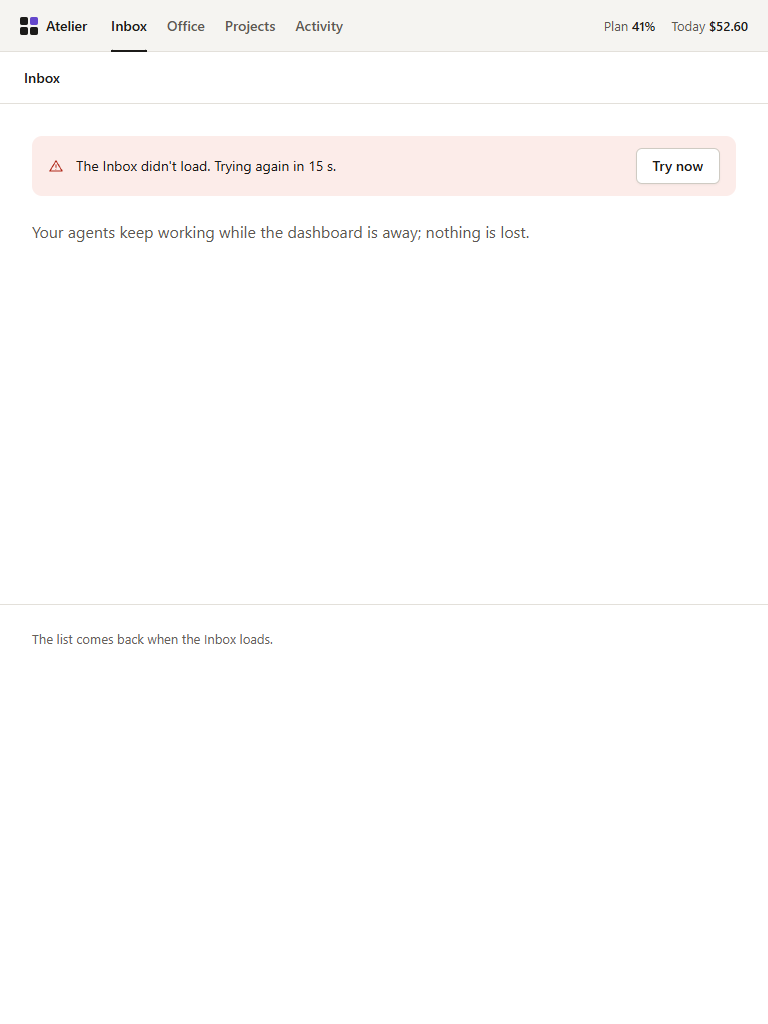 Atelier Inbox Office Projects Activity Plan 41% Today $52.60
Inbox
The Inbox didn't load. Trying again in 15 s. Try now
Your agents keep working while the dashboard is away; nothing is lost.
The list comes back when the Inbox loads.